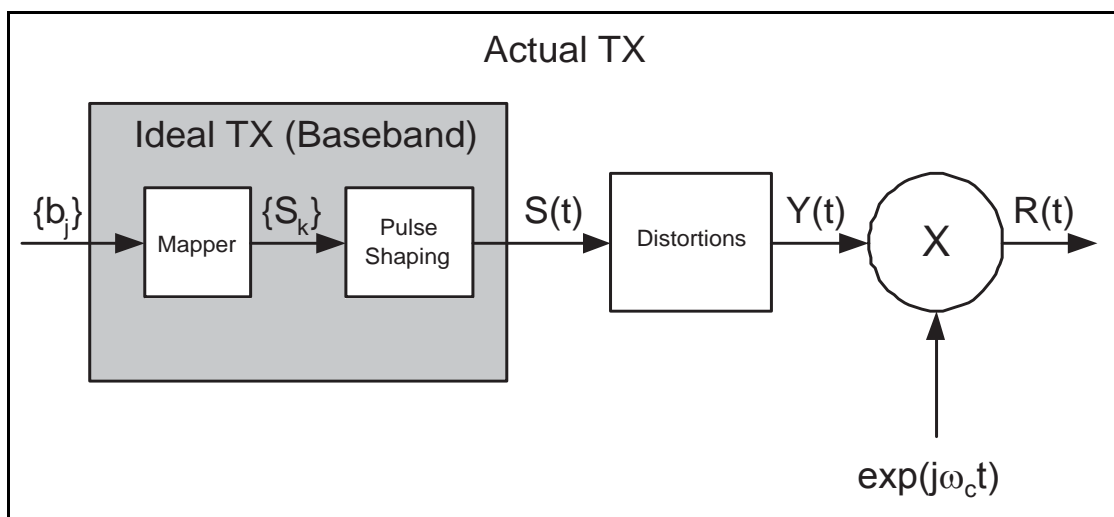 Actual TX
Ideal TX (Baseband)
{b_j}
Mapper
{S_k}
Pulse
Shaping
S(t)
Distortions
Y(t)
X
R(t)
exp(jω_ct)